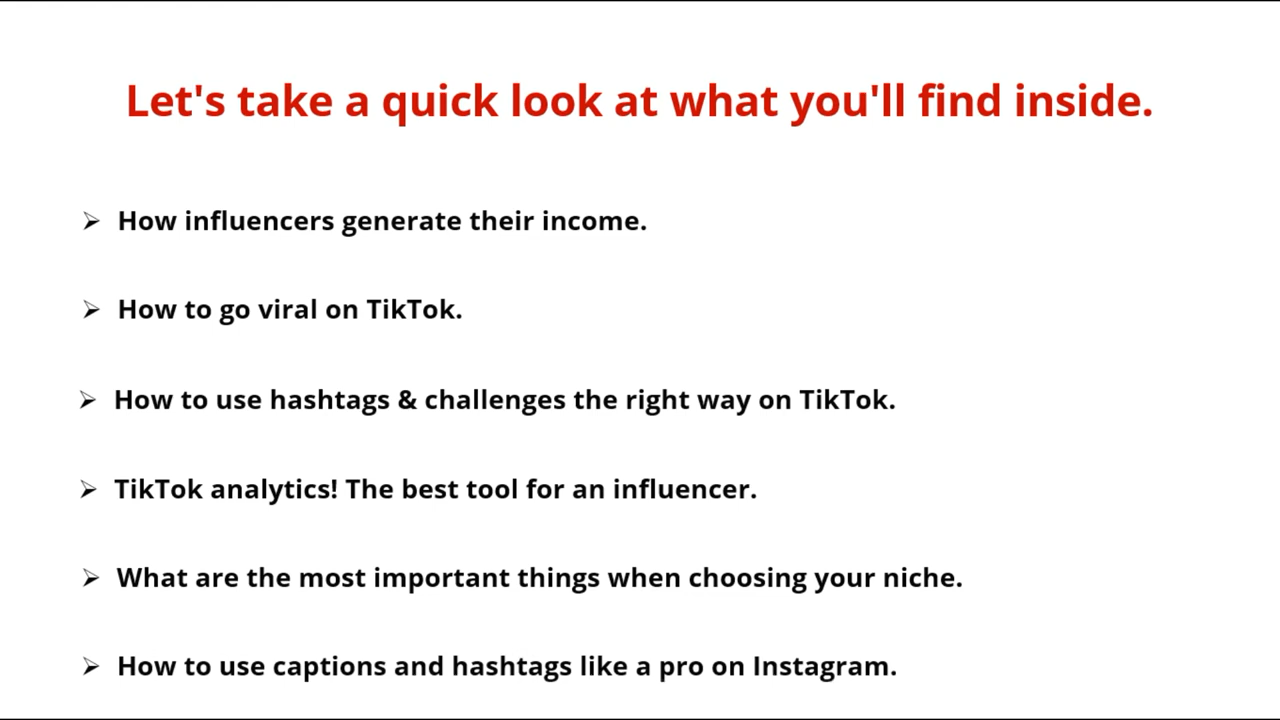 Let's take a quick look at what you'll find inside.
➢ How influencers generate their income.
➢ How to go viral on TikTok.
➢ How to use hashtags & challenges the right way on TikTok.
➢ TikTok analytics! The best tool for an influencer.
➢ What are the most important things when choosing your niche.
➢ How to use captions and hashtags like a pro on Instagram.